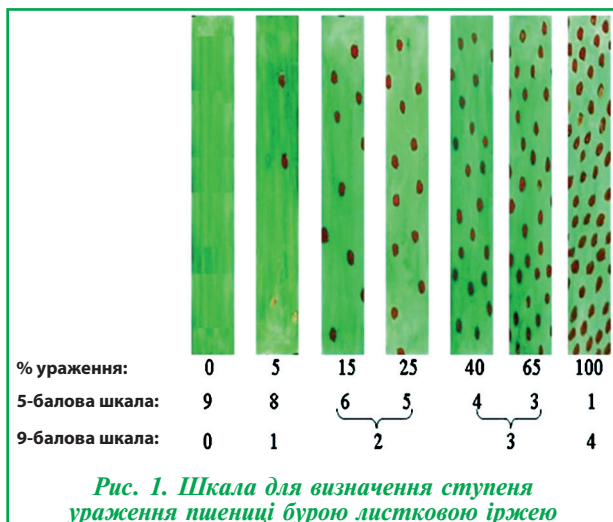 % ураження: 0 5 15 25 40 65 100
5-балова шкала: 9 8 6 5 4 3 1
2 3
9-балова шкала: 0 1 4
Рис. 1. Шкала для визначення ступеня
ураження пшениці бурою листковою іржею